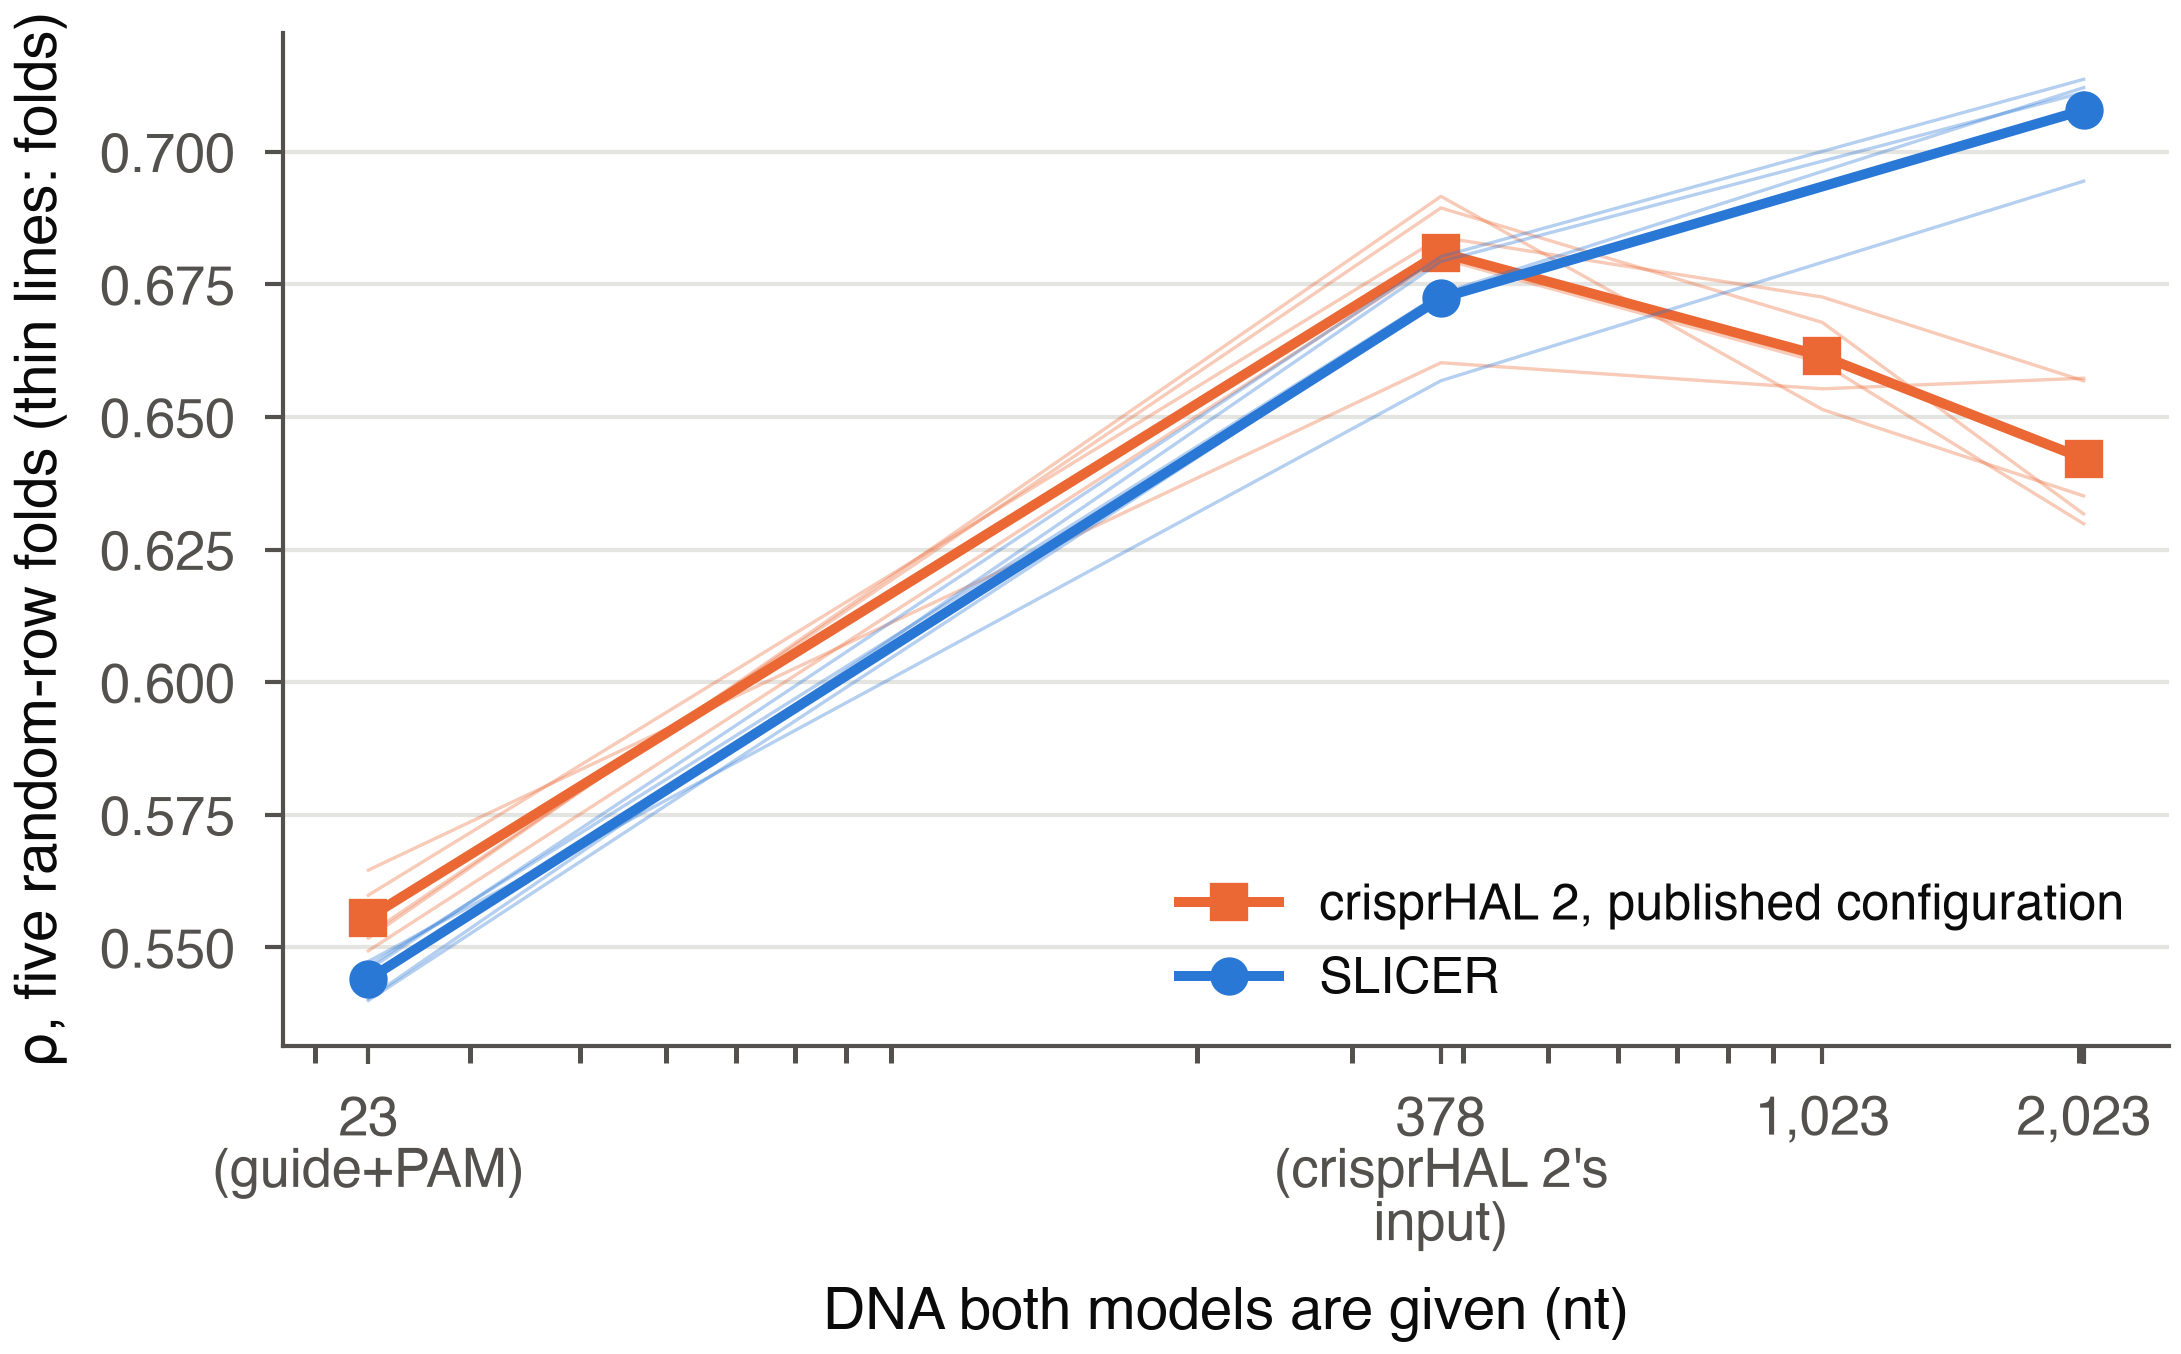 ρ, five random-row folds (thin lines: folds)
0.700
0.675
0.650
0.625
0.600
0.575
0.550
crisprHAL 2, published configuration
SLICER
23
(guide+PAM)
378
(crisprHAL 2's
input)
1,023
2,023
DNA both models are given (nt)